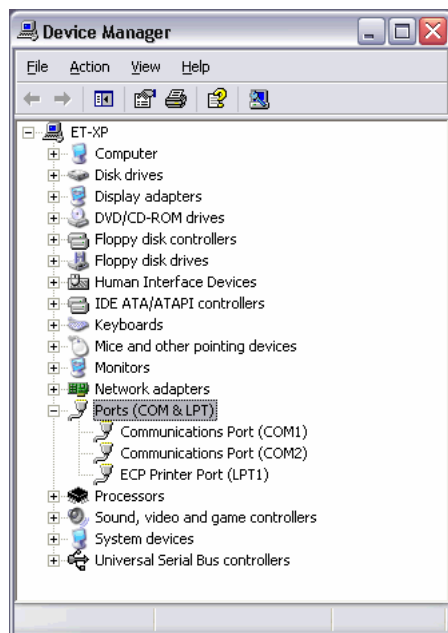 Device Manager
File Action View Help
ET-XP
Computer
Disk drives
Display adapters
DVD/CD-ROM drives
Floppy disk controllers
Floppy disk drives
Human Interface Devices
IDE ATA/ATAPI controllers
Keyboards
Mice and other pointing devices
Monitors
Network adapters
Ports (COM & LPT)
Communications Port (COM1)
Communications Port (COM2)
ECP Printer Port (LPT1)
Processors
Sound, video and game controllers
System devices
Universal Serial Bus controllers